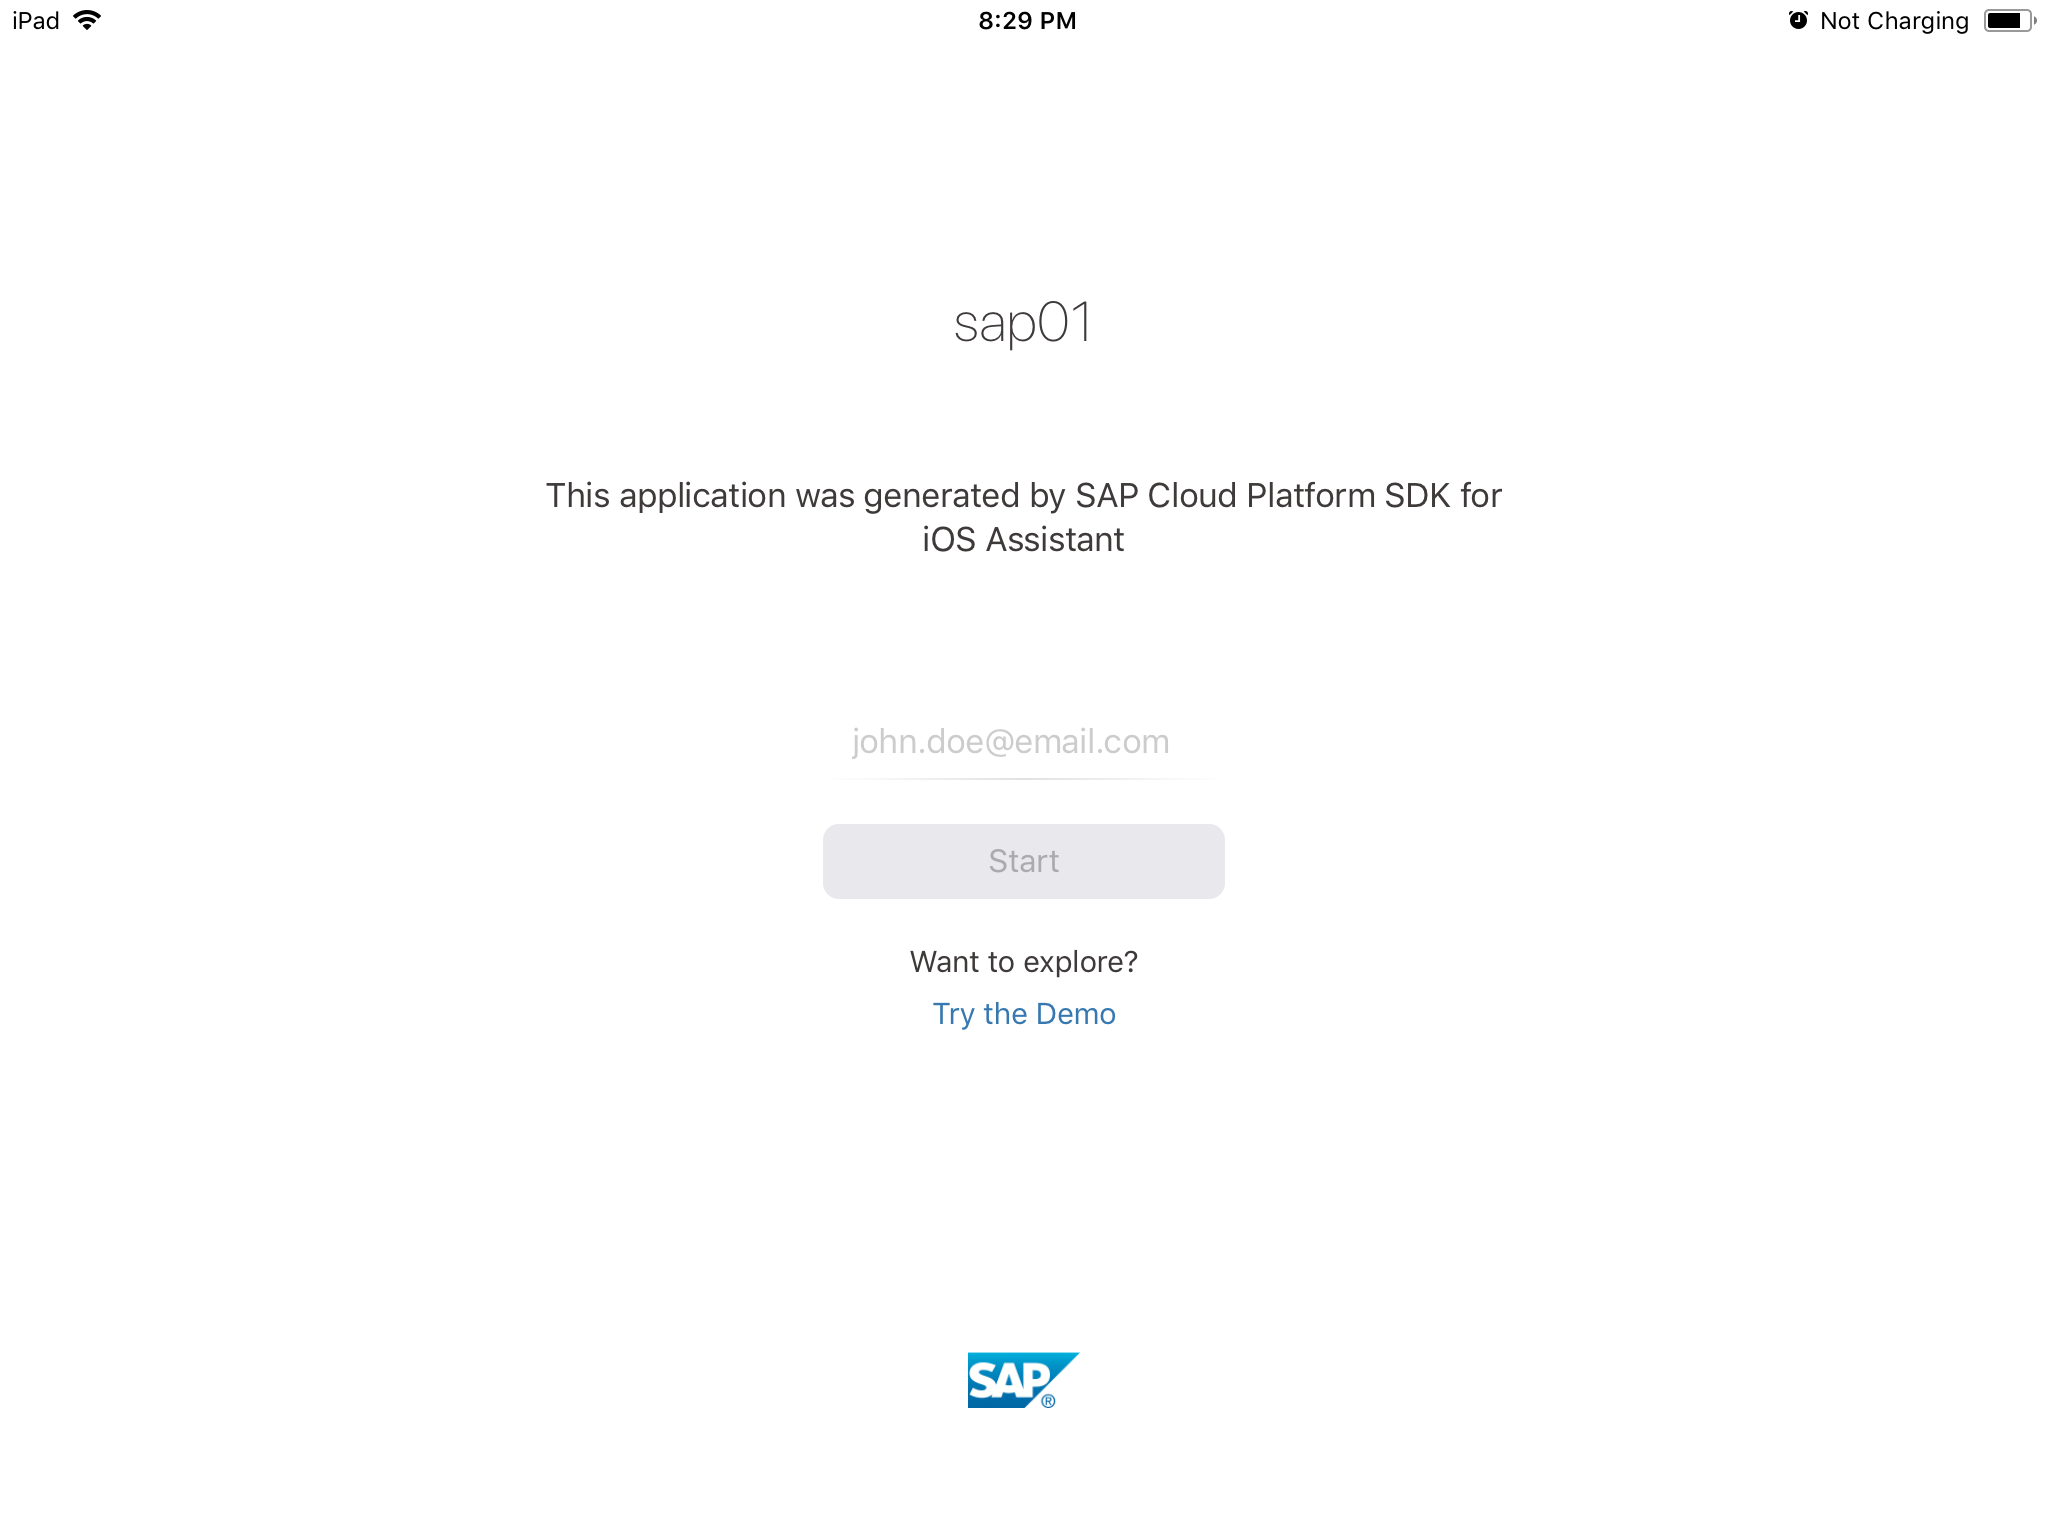 iPad 8:29 PM Not Charging
sap01
This application was generated by SAP Cloud Platform SDK for
iOS Assistant
john.doe@email.com
Start
Want to explore?
Try the Demo
SAP®